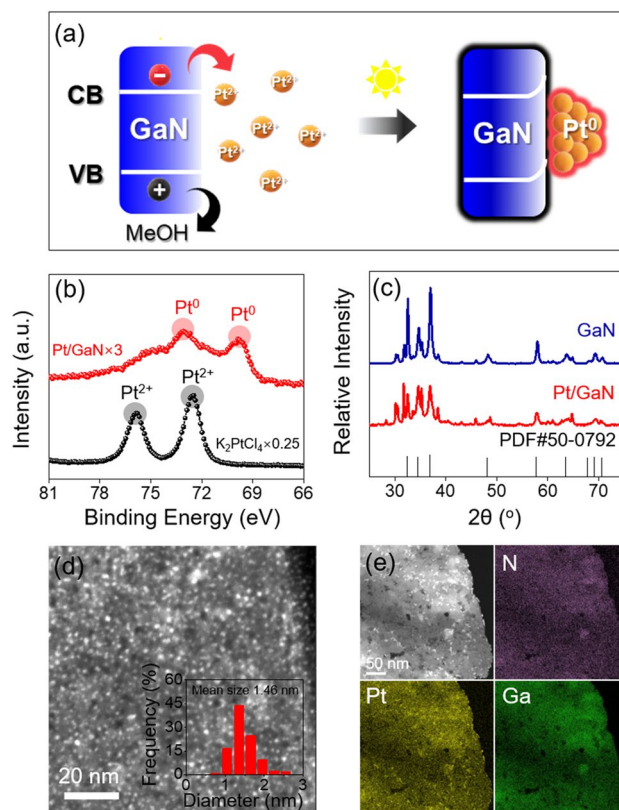 (a)
CB
VB
GaN
−
+
MeOH
Pt²⁺
Pt²⁺
Pt²⁺
Pt²⁺
Pt²⁺
Pt²⁺
Pt²⁺
GaN
Pt⁰
(b)
Intensity (a.u.)
Pt⁰ Pt⁰
Pt/GaN×3
Pt²⁺ Pt²⁺
K₂PtCl₄×0.25
81 78 75 72 69 66
Binding Energy (eV)
(c)
Relative Intensity
GaN
Pt/GaN
PDF#50-0792
30 40 50 60 70
2θ (°)
(d)
20 nm
Frequency (%)
60
45
30
15
0
Mean size 1.46 nm
0 1 2 3
Diameter (nm)
(e)
50 nm
N
Pt
Ga